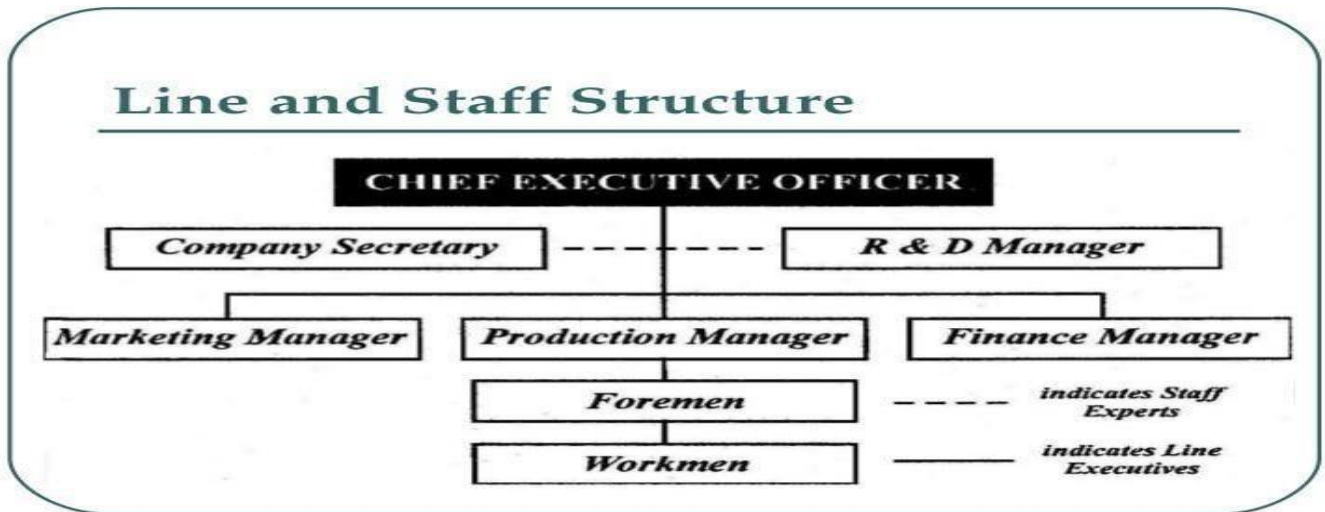 Line and Staff Structure
CHIEF EXECUTIVE OFFICER
Company Secretary
R & D Manager
Marketing Manager
Production Manager
Finance Manager
Foremen
indicates Staff
Experts
Workmen
indicates Line
Executives